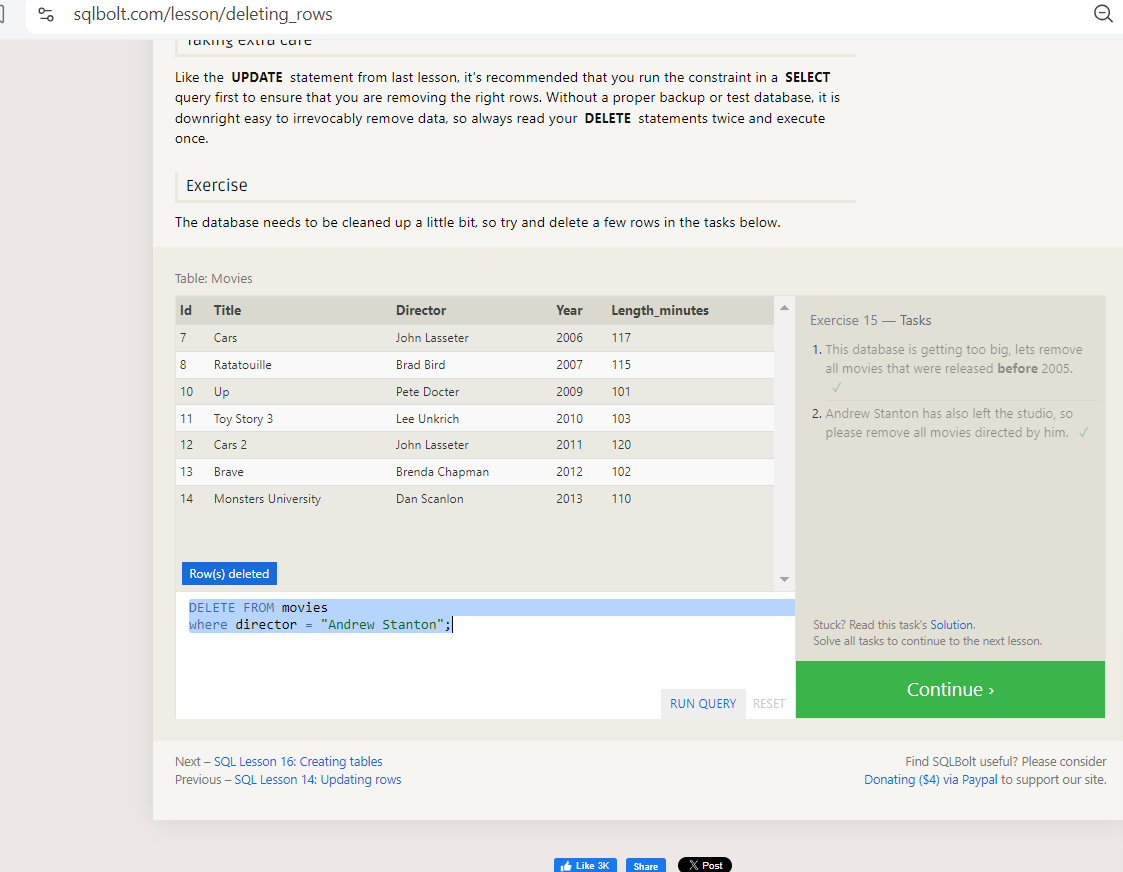 sqlbolt.com/lesson/deleting_rows
Taking extra care
Like the UPDATE statement from last lesson, it's recommended that you run the constraint in a SELECT
query first to ensure that you are removing the right rows. Without a proper backup or test database, it is
downright easy to irrevocably remove data, so always read your DELETE statements twice and execute
once.
Exercise
The database needs to be cleaned up a little bit, so try and delete a few rows in the tasks below.
Table: Movies
Id Title Director Year Length_minutes
7 Cars John Lasseter 2006 117
8 Ratatouille Brad Bird 2007 115
10 Up Pete Docter 2009 101
11 Toy Story 3 Lee Unkrich 2010 103
12 Cars 2 John Lasseter 2011 120
13 Brave Brenda Chapman 2012 102
14 Monsters University Dan Scanlon 2013 110
Row(s) deleted
DELETE FROM movies
where director = "Andrew Stanton";
RUN QUERY RESET
Exercise 15 — Tasks
1. This database is getting too big, lets remove
all movies that were released before 2005.
✓
2. Andrew Stanton has also left the studio, so
please remove all movies directed by him. ✓
Stuck? Read this task's Solution.
Solve all tasks to continue to the next lesson.
Continue ›
Next – SQL Lesson 16: Creating tables
Previous – SQL Lesson 14: Updating rows
Find SQLBolt useful? Please consider
Donating ($4) via Paypal to support our site.
Like 3K Share X Post